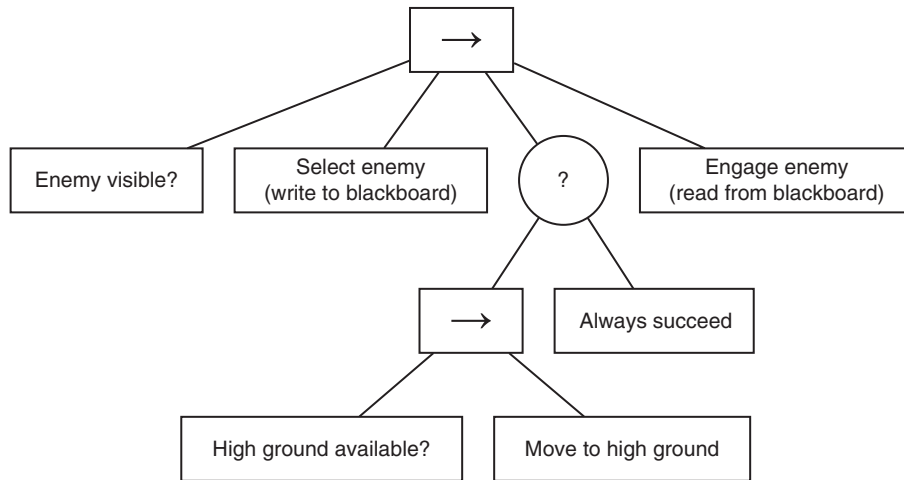 →
Enemy visible?
Select enemy
(write to blackboard)
?
Engage enemy
(read from blackboard)
→
Always succeed
High ground available?
Move to high ground